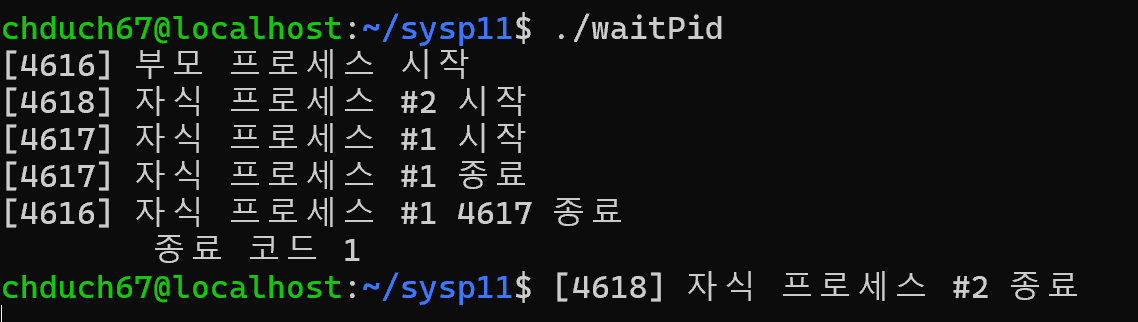 chduch67@localhost:~/sysp11$ ./waitPid
[4616] 부모 프로세스 시작
[4618] 자식 프로세스 #2 시작
[4617] 자식 프로세스 #1 시작
[4617] 자식 프로세스 #1 종료
[4616] 자식 프로세스 #1 4617 종료
종료 코드 1
chduch67@localhost:~/sysp11$ [4618] 자식 프로세스 #2 종료